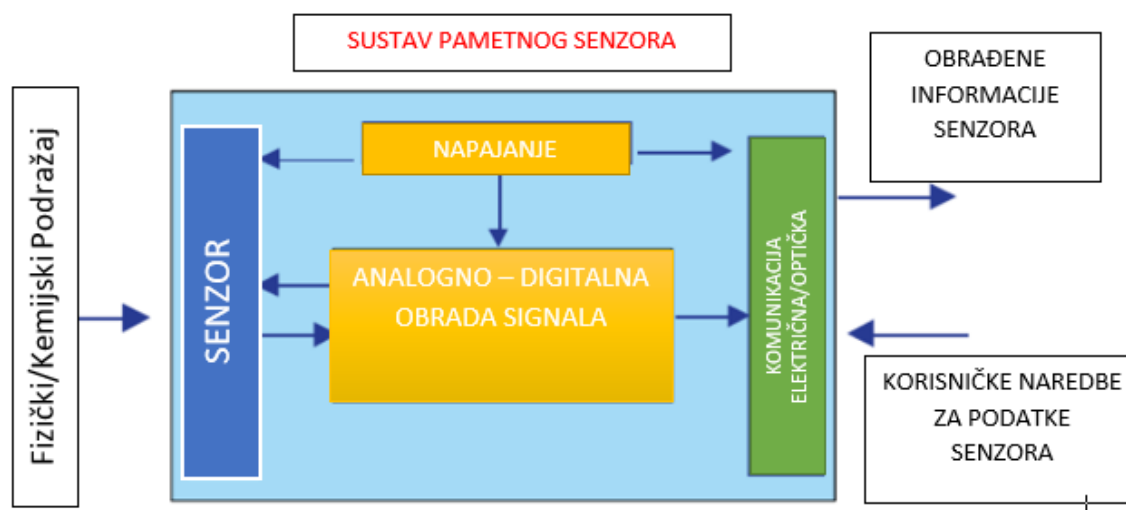 SUSTAV PAMETNOG SENZORA
Fizički/Kemijski Podražaj
SENZOR
NAPAJANJE
ANALOGNO – DIGITALNA
OBRADA SIGNALA
KOMUNIKACIJA
ELEKTRIČNA/OPTIČKA
OBRAĐENE
INFORMACIJE
SENZORA
KORISNIČKE NAREDBE
ZA PODATKE
SENZORA